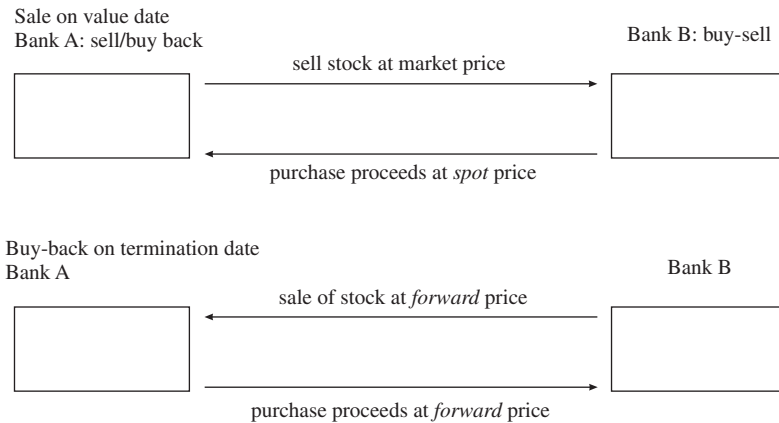 Sale on value date
Bank A: sell/buy back
Bank B: buy-sell
sell stock at market price
purchase proceeds at spot price
Buy-back on termination date
Bank A
Bank B
sale of stock at forward price
purchase proceeds at forward price